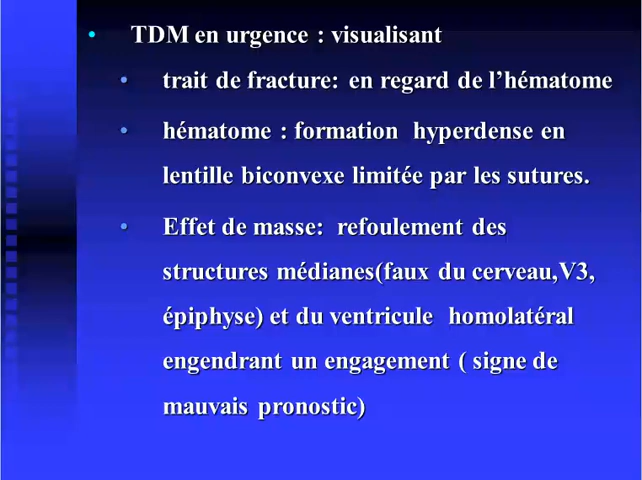 • TDM en urgence : visualisant
• trait de fracture: en regard de l’hématome
• hématome : formation hyperdense en
lentille biconvexe limitée par les sutures.
• Effet de masse: refoulement des
structures médianes(faux du cerveau,V3,
épiphyse) et du ventricule homolatéral
engendrant un engagement ( signe de
mauvais pronostic)